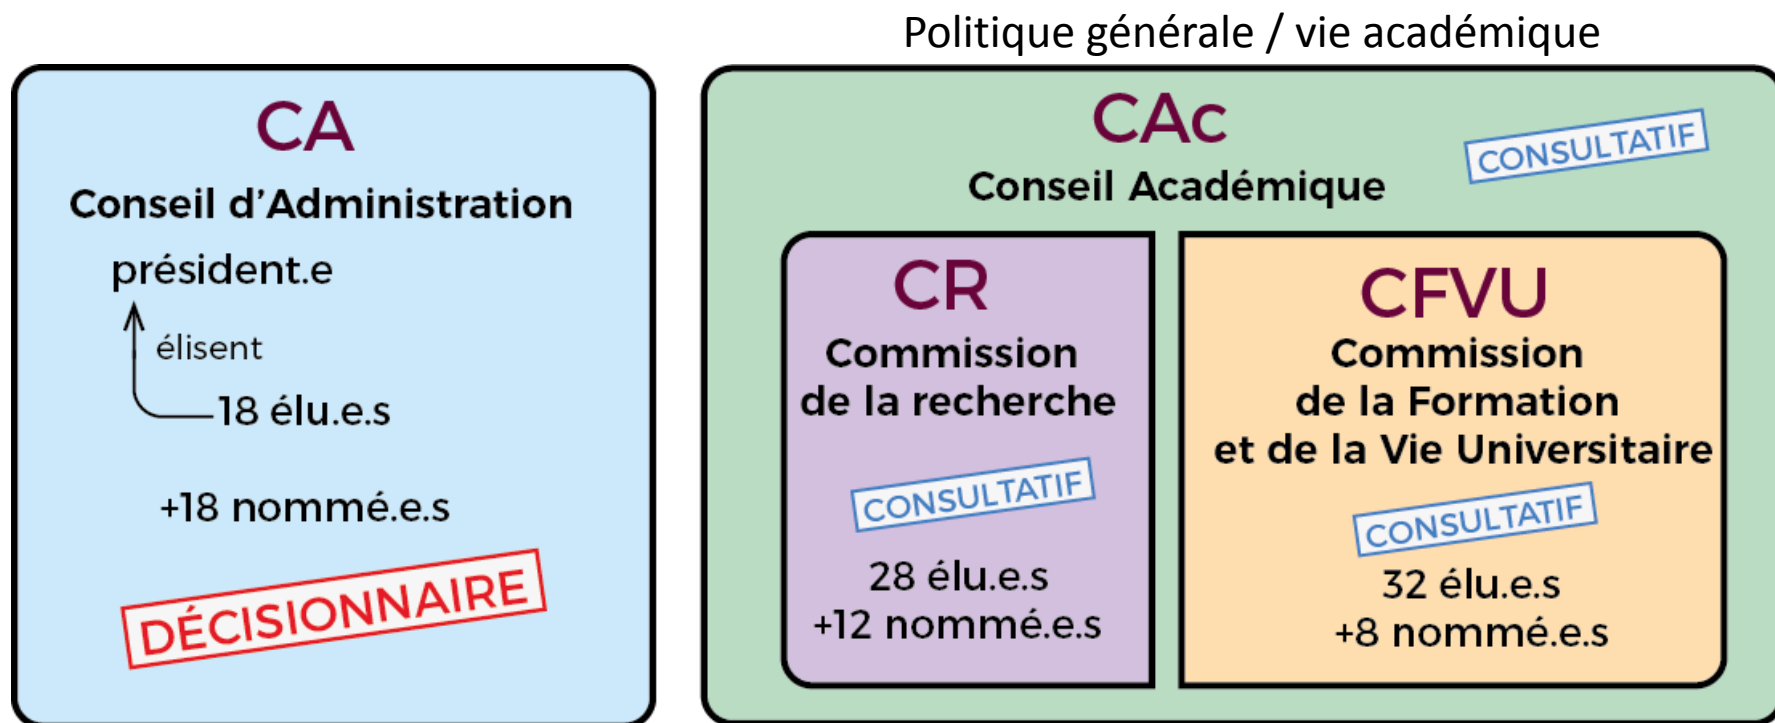 Politique générale / vie académique
CA
Conseil d'Administration
président.e
élisent
18 élu.e.s
+18 nommé.e.s
DÉCISIONNAIRE
CAc
CONSULTATIF
Conseil Académique
CR
Commission
de la recherche
CONSULTATIF
28 élu.e.s
+12 nommé.e.s
CFVU
Commission
de la Formation
et de la Vie Universitaire
CONSULTATIF
32 élu.e.s
+8 nommé.e.s